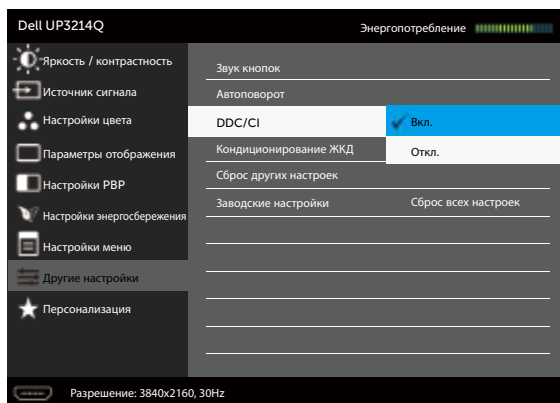 Dell UP3214Q
Энергопотребление
Яркость / контрастность
Источник сигнала
Настройки цвета
Параметры отображения
Настройки PBP
Настройки энергосбережения
Настройки меню
Другие настройки
Персонализация
Звук кнопок
Автоповорот
DDC/CI
Вкл.
Кондиционирование ЖКД
Откл.
Сброс других настроек
Заводские настройки
Сброс всех настроек
Разрешение: 3840x2160, 30Hz